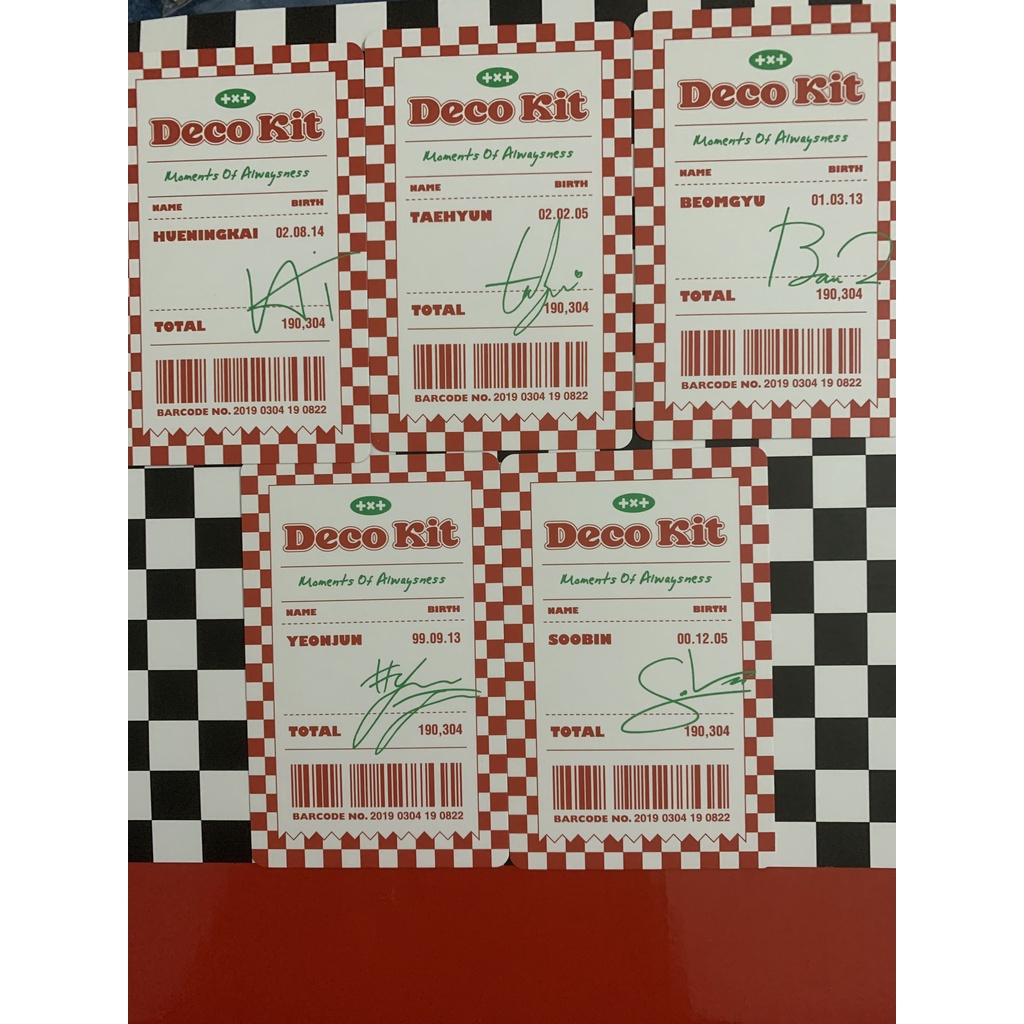 +×+
Deco Kit
Moments Of Alwaysness
NAME BIRTH
HUENINGKAI 02.08.14
TOTAL 190,304
BARCODE NO. 2019 0304 19 0822
+×+
Deco Kit
Moments Of Alwaysness
NAME BIRTH
TAEHYUN 02.02.05
TOTAL 190,304
BARCODE NO. 2019 0304 19 0822
+×+
Deco Kit
Moments Of Alwaysness
NAME BIRTH
BEOMGYU 01.03.13
TOTAL 190,304
BARCODE NO. 2019 0304 19 0822
+×+
Deco Kit
Moments Of Alwaysness
NAME BIRTH
YEONJUN 99.09.13
TOTAL 190,304
BARCODE NO. 2019 0304 19 0822
+×+
Deco Kit
Moments Of Alwaysness
NAME BIRTH
SOOBIN 00.12.05
TOTAL 190,304
BARCODE NO. 2019 0304 19 0822